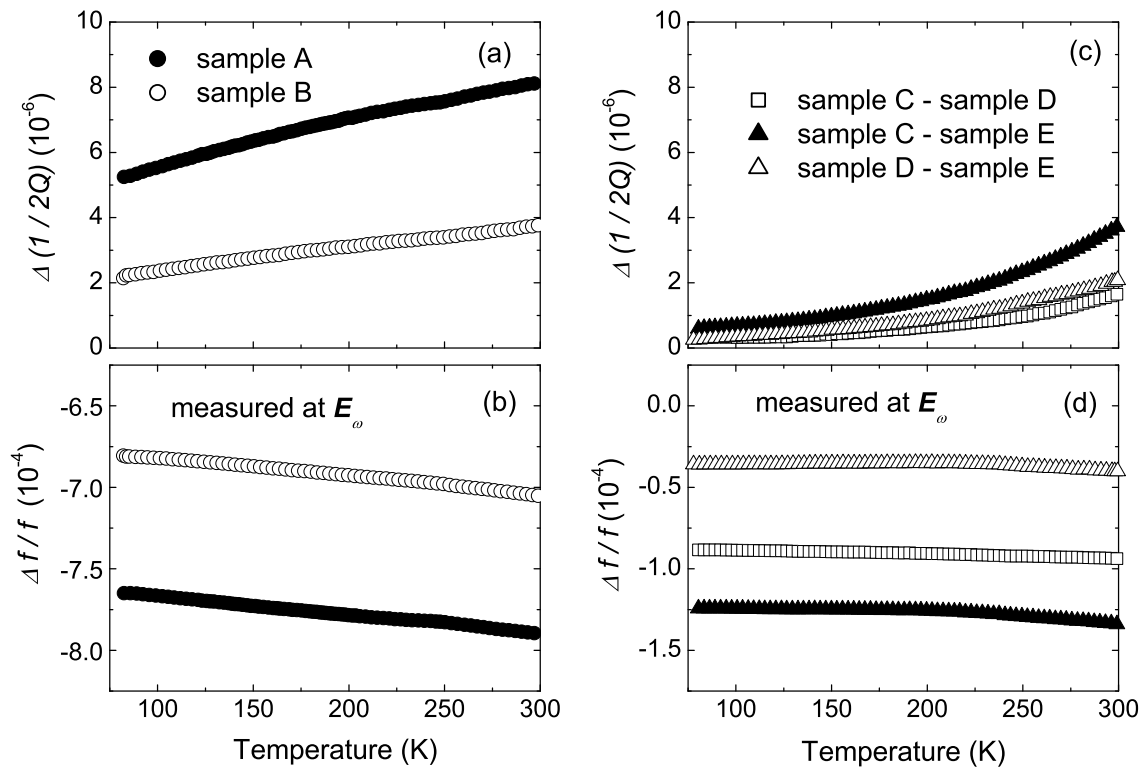 10
8
6
4
2
0
Δ (1 / 2Q) (10⁻⁶)
(a)
sample A
sample B
-6.5
-7.0
-7.5
-8.0
Δ f / f (10⁻⁴)
(b)
measured at E_ω
100 150 200 250 300
Temperature (K)
10
8
6
4
2
0
Δ (1 / 2Q) (10⁻⁶)
(c)
sample C - sample D
sample C - sample E
sample D - sample E
0.0
-0.5
-1.0
-1.5
Δ f / f (10⁻⁴)
(d)
measured at E_ω
100 150 200 250 300
Temperature (K)